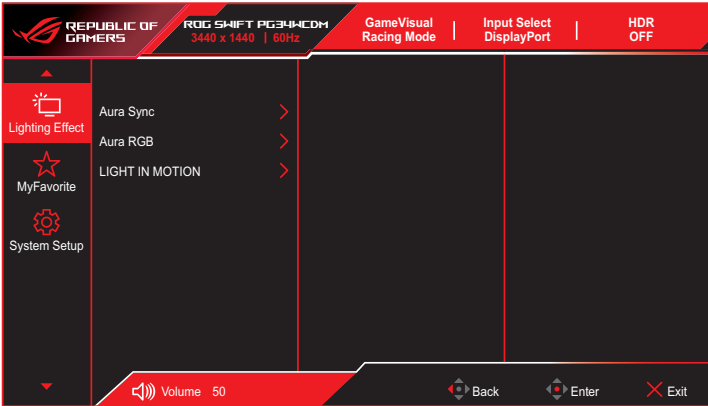 REPUBLIC OF
GAMERS
ROG SWIFT PG34WCDM
3440 x 1440 | 60Hz
GameVisual
Racing Mode
Input Select
DisplayPort
HDR
OFF
Lighting Effect
MyFavorite
System Setup
Aura Sync
Aura RGB
LIGHT IN MOTION
Volume 50
Back
Enter
Exit